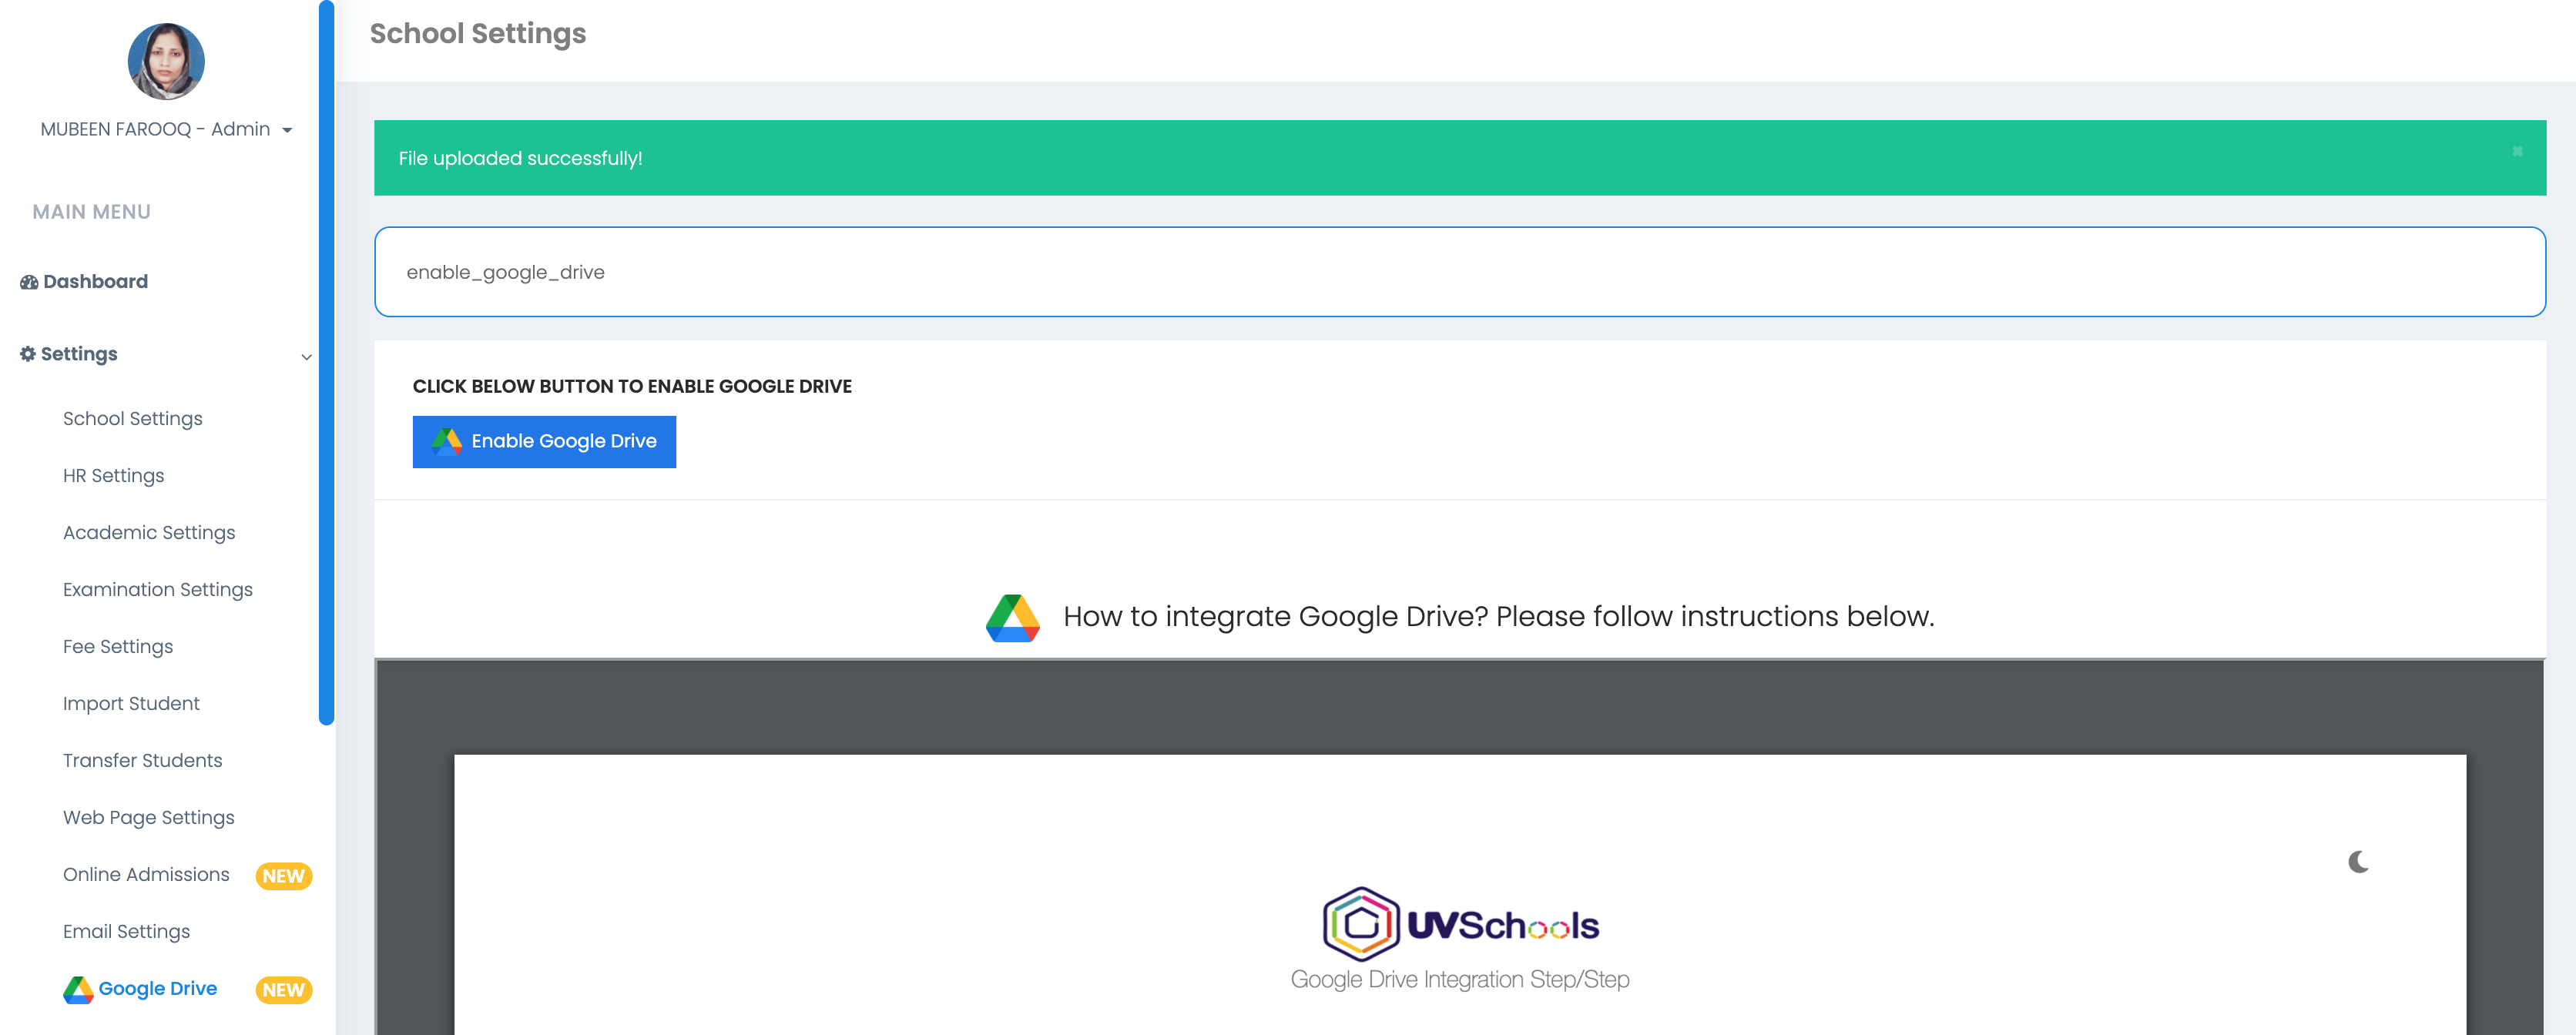 MUBEEN FAROOQ - Admin
MAIN MENU
Dashboard
Settings
School Settings
HR Settings
Academic Settings
Examination Settings
Fee Settings
Import Student
Transfer Students
Web Page Settings
Online Admissions NEW
Email Settings
Google Drive NEW
School Settings
File uploaded successfully!
enable_google_drive
CLICK BELOW BUTTON TO ENABLE GOOGLE DRIVE
Enable Google Drive
How to integrate Google Drive? Please follow instructions below.
UVSchools
Google Drive Integration Step/Step